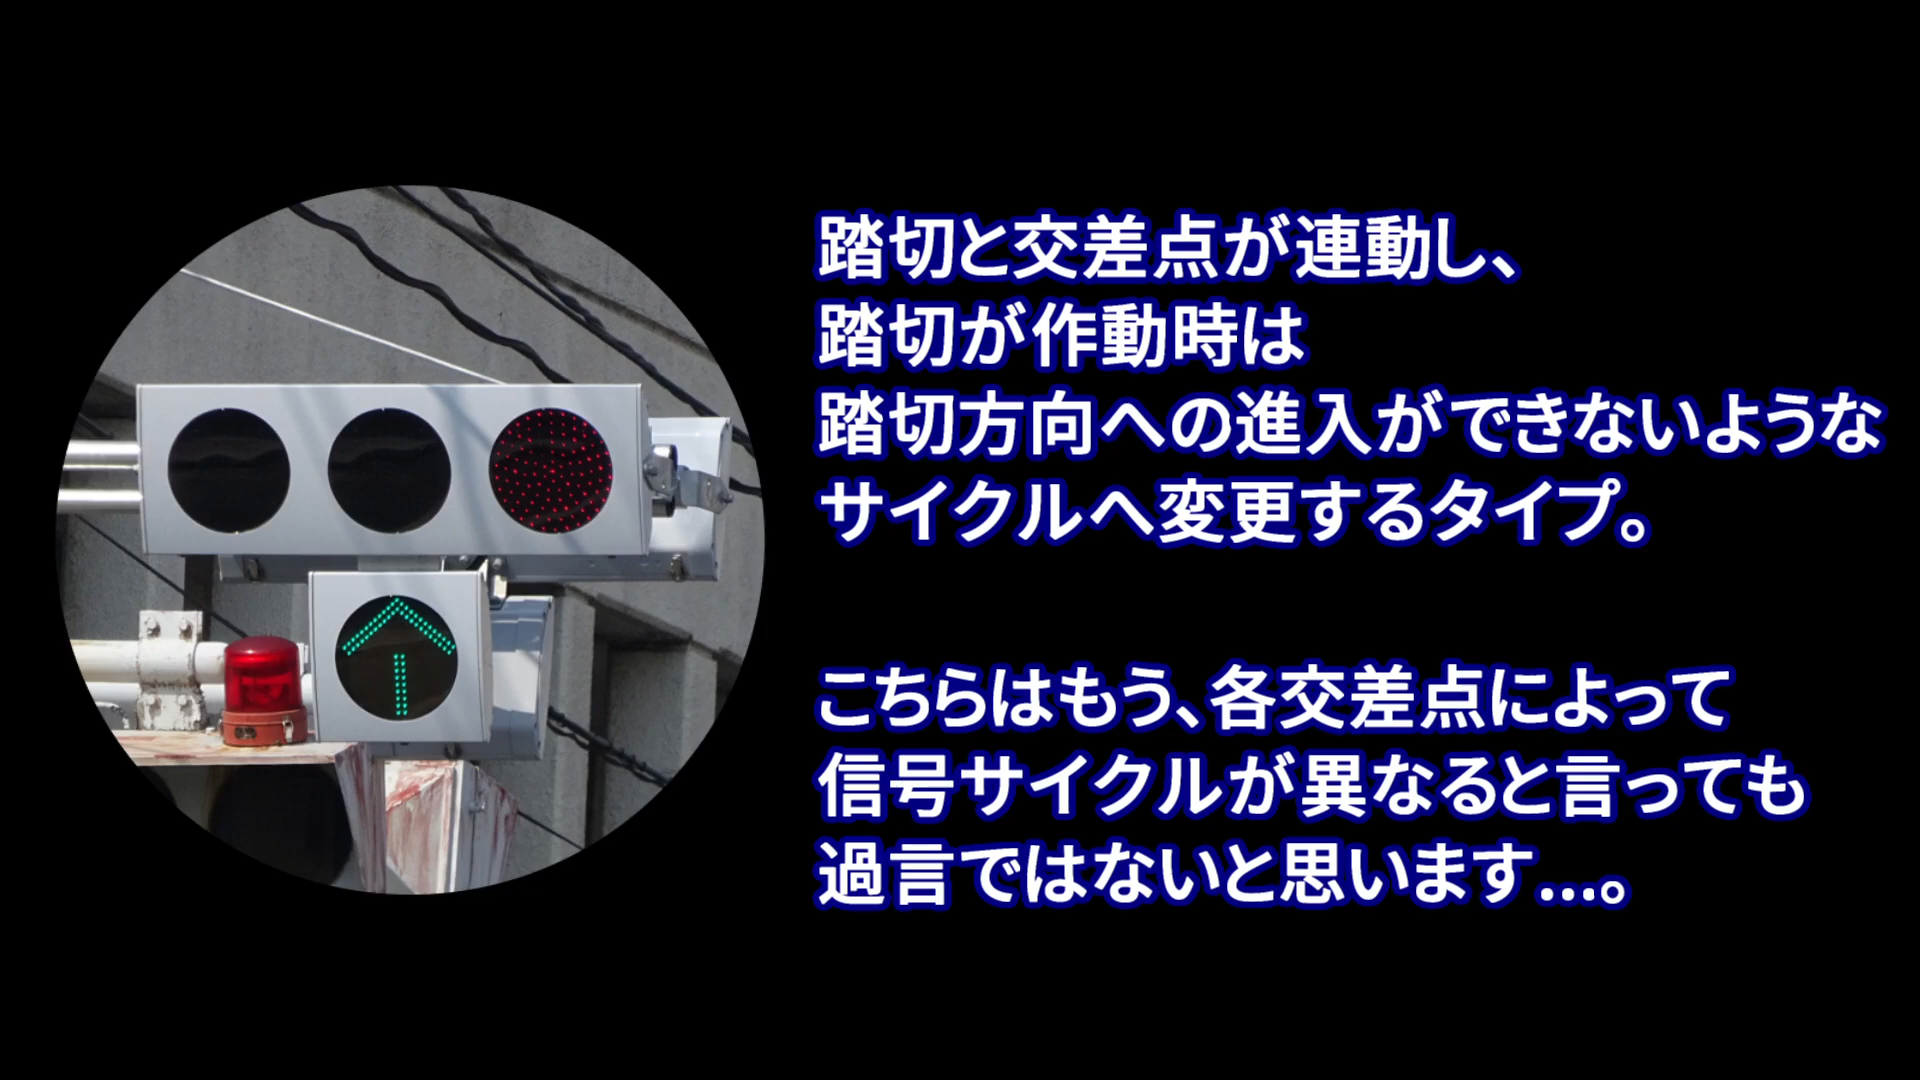 踏切と交差点が連動し、
踏切が作動時は
踏切方向への進入ができないような
サイクルへ変更するタイプ。
こちらはもう、各交差点によって
信号サイクルが異なると言っても
過言ではないと思います…。